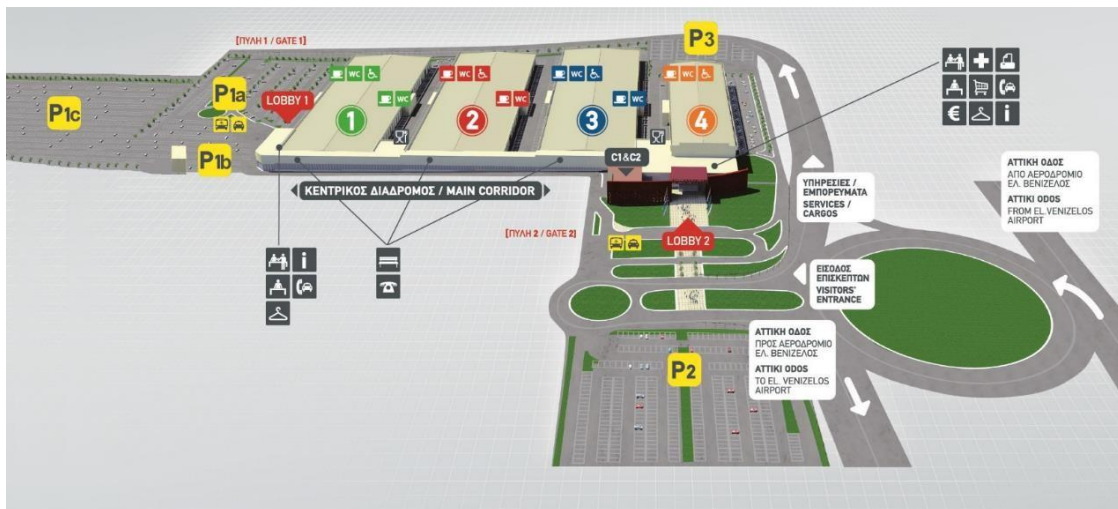 [ΠΥΛΗ 1 / GATE 1]
P3
P1a
LOBBY 1
WC
WC
WC
WC
WC
WC
WC
P1c
1
2
3
4
P1b
C1&C2
ΚΕΝΤΡΙΚΟΣ ΔΙΑΔΡΟΜΟΣ / MAIN CORRIDOR
[ΠΥΛΗ 2 / GATE 2]
LOBBY 2
i
€
i
ΥΠΗΡΕΣΙΕΣ /
ΕΜΠΟΡΕΥΜΑΤΑ
SERVICES /
CARGOS
ΑΤΤΙΚΗ ΟΔΟΣ
ΑΠΟ ΑΕΡΟΔΡΟΜΙΟ
ΕΛ. ΒΕΝΙΖΕΛΟΣ
ATTIKI ODOS
FROM EL.VENIZELOS
AIRPORT
ΕΙΣΟΔΟΣ
ΕΠΙΣΚΕΠΤΩΝ
VISITORS'
ENTRANCE
ΑΤΤΙΚΗ ΟΔΟΣ
ΠΡΟΣ ΑΕΡΟΔΡΟΜΙΟ
ΕΛ. ΒΕΝΙΖΕΛΟΣ
ATTIKI ODOS
TO EL. VENIZELOS
AIRPORT
P2